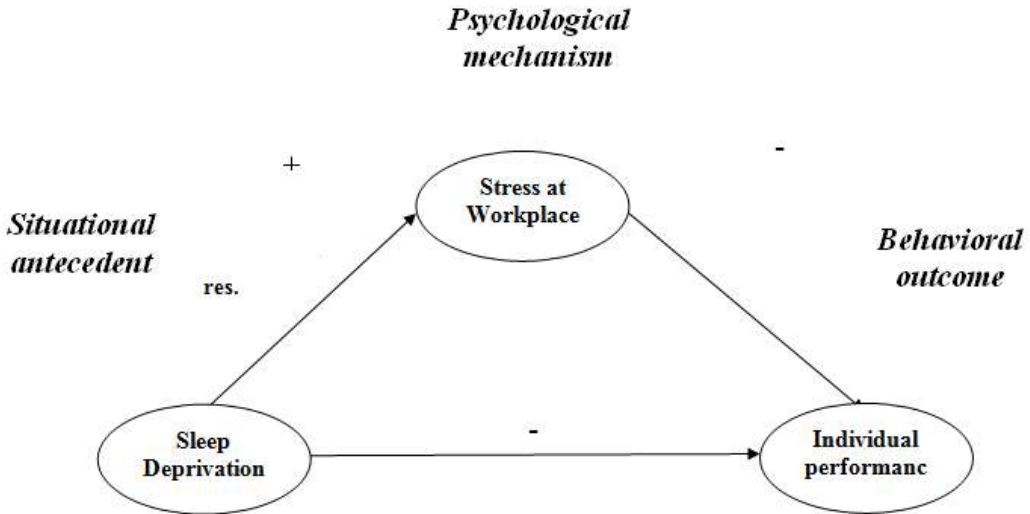 Psychological
mechanism
+
-
Stress at
Workplace
Situational
antecedent
Behavioral
outcome
res.
Sleep
Deprivation
-
Individual
performanc